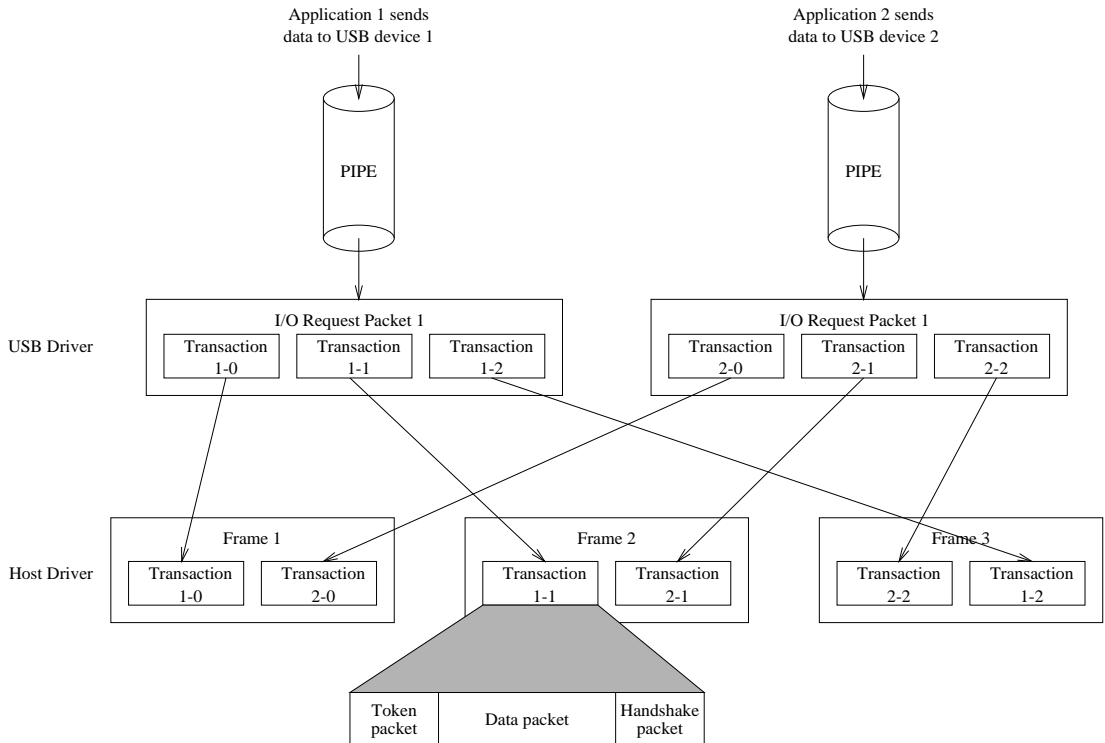 Application 1 sends
data to USB device 1
Application 2 sends
data to USB device 2
PIPE
PIPE
I/O Request Packet 1
I/O Request Packet 1
USB Driver
Transaction
1-0
Transaction
1-1
Transaction
1-2
Transaction
2-0
Transaction
2-1
Transaction
2-2
Frame 1
Frame 2
Frame 3
Host Driver
Transaction
1-0
Transaction
2-0
Transaction
1-1
Transaction
2-1
Transaction
2-2
Transaction
1-2
Token
packet
Data packet
Handshake
packet